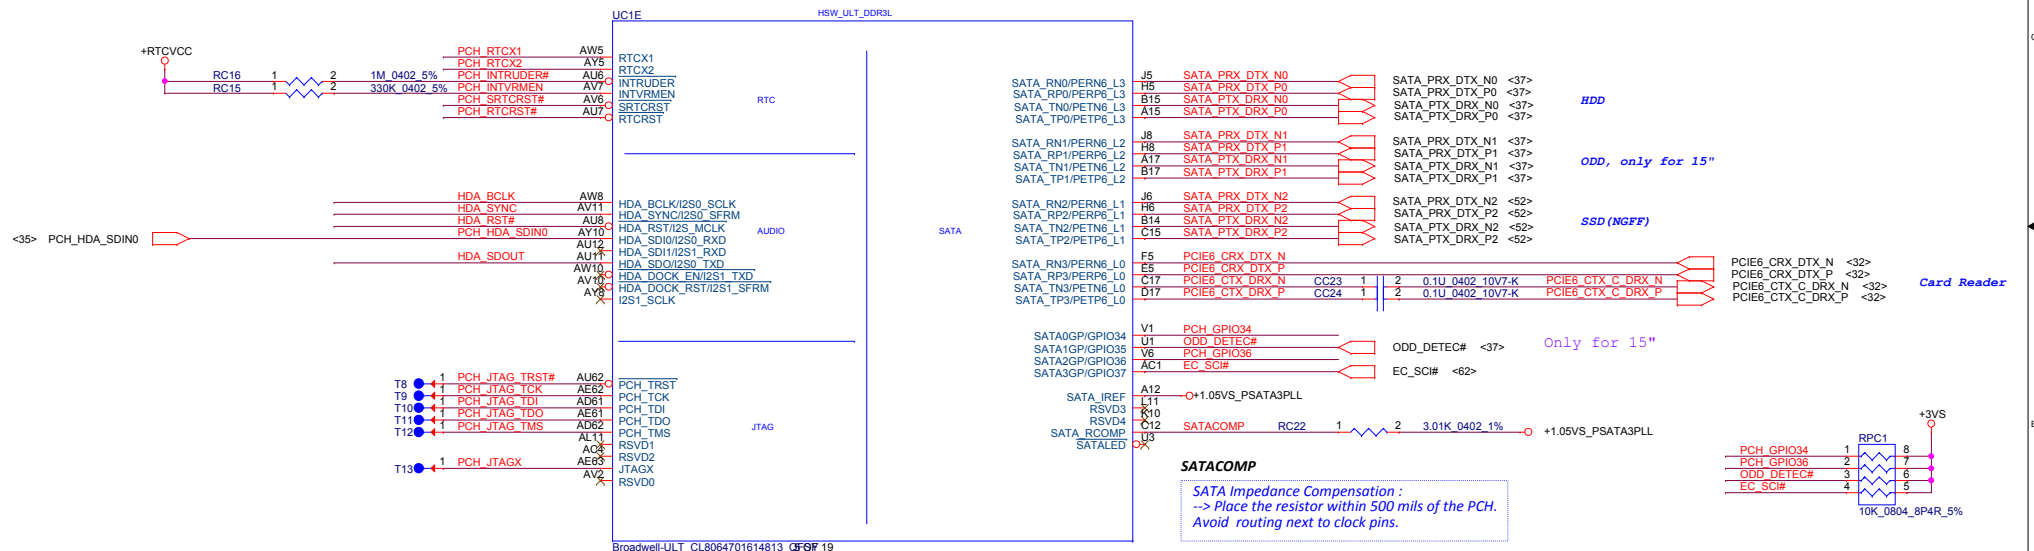 UC1E
HSW_ULT_DDR3L
+RTCVCC
PCH_RTCX1 AW5 RTCX1
PCH_RTCX2 AY5 RTCX2
RC16 1 2 1M_0402_5% PCH_INTRUDER# AU6 INTRUDER
RC15 1 2 330K_0402_5% PCH_INTVRMEN AV7 INTVRMEN
PCH_SRTCRST# AV6 SRTCRST
PCH_RTCRST# AU7 RTCRST
RTC
HDA_BCLK AW8 HDA_BCLK/I2S0_SCLK
HDA_SYNC AV11 HDA_SYNC/I2S0_SFRM
HDA_RST# AU8 HDA_RST/I2S_MCLK
<35> PCH_HDA_SDIN0 PCH_HDA_SDIN0 AY10 HDA_SDI0/I2S0_RXD
AU12 HDA_SDI1/I2S1_RXD
HDA_SDOUT AU11 HDA_SDO/I2S0_TXD
AW10 HDA_DOCK_EN/I2S1_TXD
AV10 HDA_DOCK_RST/I2S1_SFRM
AY8 I2S1_SCLK
AUDIO
T8 1 PCH_JTAG_TRST# AU62 PCH_TRST
T9 1 PCH_JTAG_TCK AE62 PCH_TCK
T10 1 PCH_JTAG_TDI AD61 PCH_TDI
T11 1 PCH_JTAG_TDO AE61 PCH_TDO
T12 1 PCH_JTAG_TMS AD62 PCH_TMS
AL11 RSVD1
AC4 RSVD2
T13 1 PCH_JTAGX AE63 JTAGX
AV2 RSVD0
JTAG
SATA
SATA_RN0/PERN6_L3 J5 SATA_PRX_DTX_N0 SATA_PRX_DTX_N0 <37>
SATA_RP0/PERP6_L3 H5 SATA_PRX_DTX_P0 SATA_PRX_DTX_P0 <37>
SATA_TN0/PETN6_L3 B15 SATA_PTX_DRX_N0 SATA_PTX_DRX_N0 <37>
SATA_TP0/PETP6_L3 A15 SATA_PTX_DRX_P0 SATA_PTX_DRX_P0 <37>
HDD
SATA_RN1/PERN6_L2 J8 SATA_PRX_DTX_N1 SATA_PRX_DTX_N1 <37>
SATA_RP1/PERP6_L2 H8 SATA_PRX_DTX_P1 SATA_PRX_DTX_P1 <37>
SATA_TN1/PETN6_L2 A17 SATA_PTX_DRX_N1 SATA_PTX_DRX_N1 <37>
SATA_TP1/PETP6_L2 B17 SATA_PTX_DRX_P1 SATA_PTX_DRX_P1 <37>
ODD, only for 15"
SATA_RN2/PERN6_L1 J6 SATA_PRX_DTX_N2 SATA_PRX_DTX_N2 <52>
SATA_RP2/PERP6_L1 H6 SATA_PRX_DTX_P2 SATA_PRX_DTX_P2 <52>
SATA_TN2/PETN6_L1 B14 SATA_PTX_DRX_N2 SATA_PTX_DRX_N2 <52>
SATA_TP2/PETP6_L1 C15 SATA_PTX_DRX_P2 SATA_PTX_DRX_P2 <52>
SSD(NGFF)
SATA_RN3/PERN6_L0 F5 PCIE6_CRX_DTX_N PCIE6_CRX_DTX_N <32>
SATA_RP3/PERP6_L0 E5 PCIE6_CRX_DTX_P PCIE6_CRX_DTX_P <32>
SATA_TN3/PETN6_L0 C17 PCIE6_CTX_DRX_N CC23 1 2 0.1U_0402_10V7-K PCIE6_CTX_C_DRX_N PCIE6_CTX_C_DRX_N <32>
SATA_TP3/PETP6_L0 D17 PCIE6_CTX_DRX_P CC24 1 2 0.1U_0402_10V7-K PCIE6_CTX_C_DRX_P PCIE6_CTX_C_DRX_P <32>
Card Reader
SATA0GP/GPIO34 V1 PCH_GPIO34
SATA1GP/GPIO35 U1 ODD_DETEC# ODD_DETEC# <37>
SATA2GP/GPIO36 V6 PCH_GPIO36
SATA3GP/GPIO37 AC1 EC_SCI# EC_SCI# <62>
Only for 15"
SATA_IREF A12 +1.05VS_PSATA3PLL
RSVD3 L11
RSVD4 K10
SATA_RCOMP C12 SATACOMP RC22 1 2 3.01K_0402_1% +1.05VS_PSATA3PLL
SATALED U3
SATACOMP
SATA Impedance Compensation :
--> Place the resistor within 500 mils of the PCH.
Avoid routing next to clock pins.
+3VS
RPC1
PCH_GPIO34 1 8
PCH_GPIO36 2 7
ODD_DETEC# 3 6
EC_SCI# 4 5
10K_0804_8P4R_5%
Broadwell-ULT_CL8064701614813 19